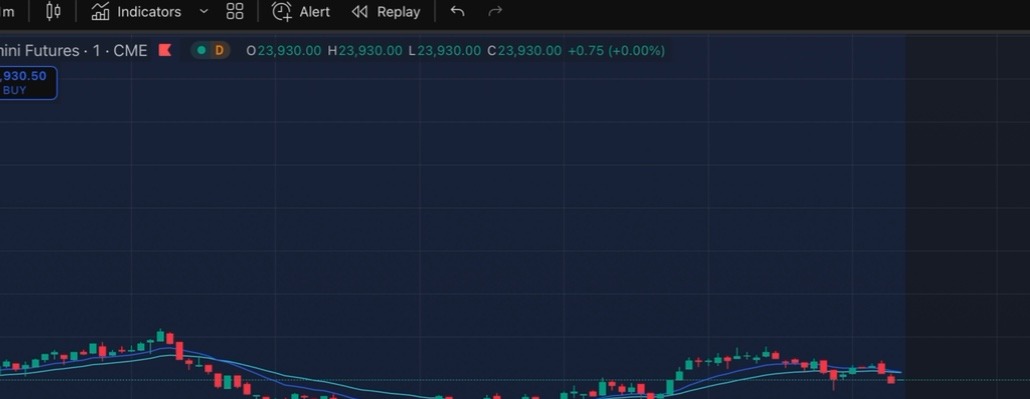 m Indicators Alert Replay
ini Futures · 1 · CME D O23,930.00 H23,930.00 L23,930.00 C23,930.00 +0.75 (+0.00%)
,930.50
BUY